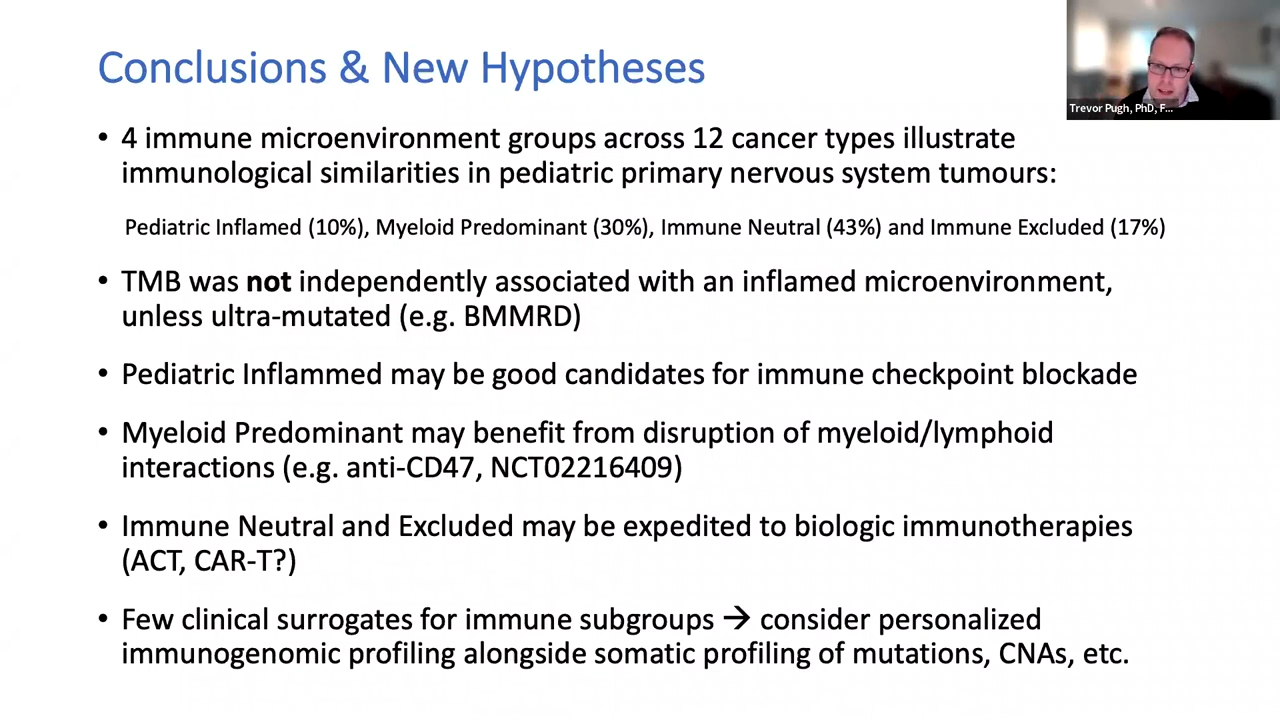 Conclusions & New Hypotheses
Trevor Pugh, PhD, F...
• 4 immune microenvironment groups across 12 cancer types illustrate
immunological similarities in pediatric primary nervous system tumours:
Pediatric Inflamed (10%), Myeloid Predominant (30%), Immune Neutral (43%) and Immune Excluded (17%)
• TMB was not independently associated with an inflamed microenvironment,
unless ultra-mutated (e.g. BMMRD)
• Pediatric Inflammed may be good candidates for immune checkpoint blockade
• Myeloid Predominant may benefit from disruption of myeloid/lymphoid
interactions (e.g. anti-CD47, NCT02216409)
• Immune Neutral and Excluded may be expedited to biologic immunotherapies
(ACT, CAR-T?)
• Few clinical surrogates for immune subgroups → consider personalized
immunogenomic profiling alongside somatic profiling of mutations, CNAs, etc.